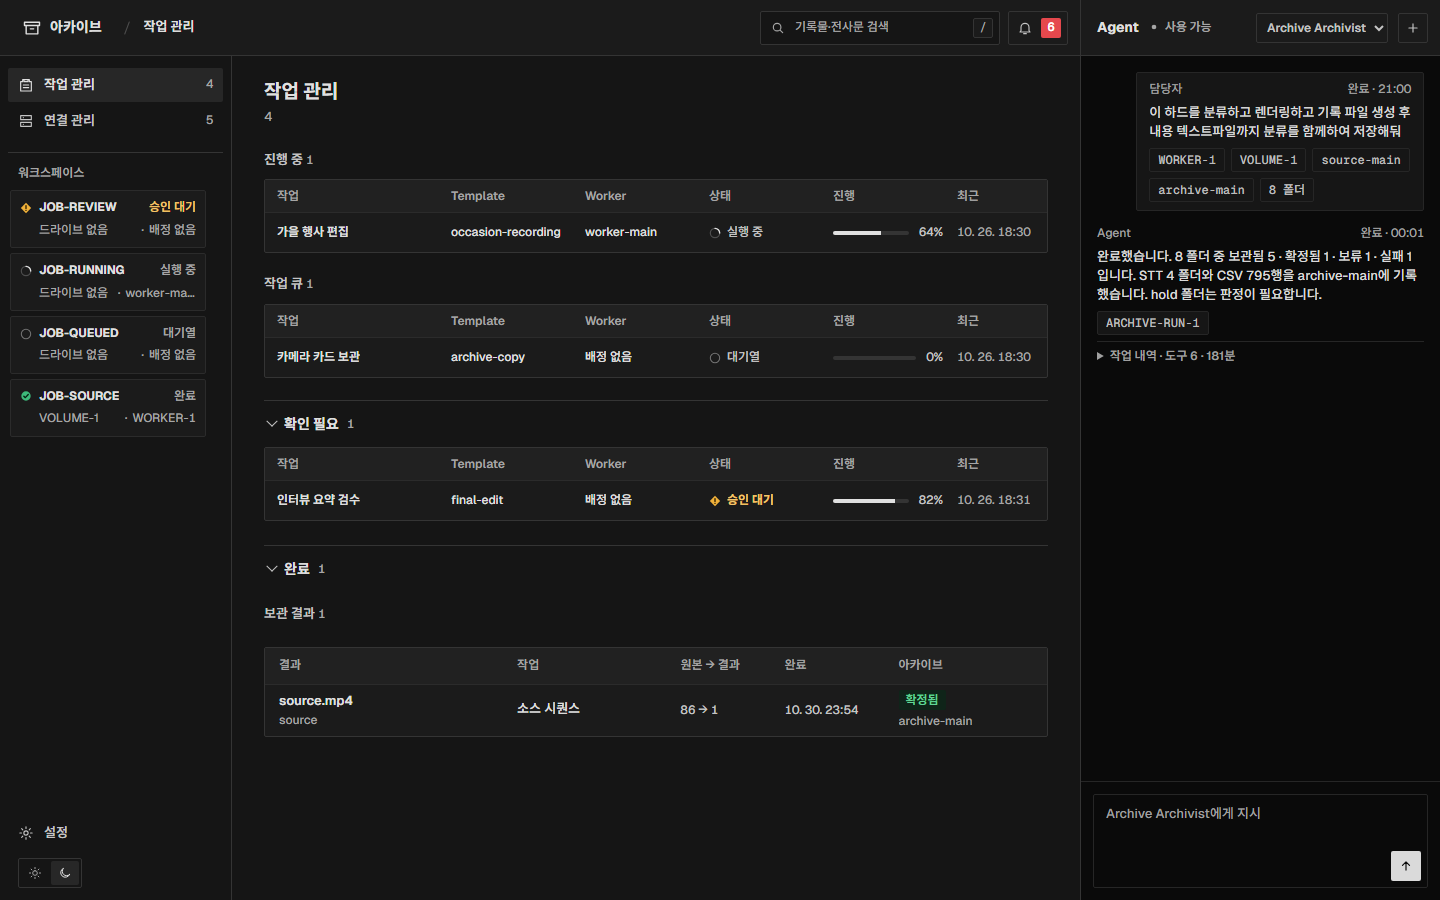 아카이브 / 작업 관리
기록물·전사문 검색 /
6
Agent • 사용 가능
Archive Archivist
+
작업 관리 4
연결 관리 5
워크스페이스
JOB-REVIEW 승인 대기
드라이브 없음 · 배정 없음
JOB-RUNNING 실행 중
드라이브 없음 · worker-ma...
JOB-QUEUED 대기열
드라이브 없음 · 배정 없음
JOB-SOURCE 완료
VOLUME-1 · WORKER-1
설정
작업 관리
4
진행 중 1
작업 Template Worker 상태 진행 최근
가을 행사 편집 occasion-recording worker-main 실행 중 64% 10. 26. 18:30
작업 큐 1
작업 Template Worker 상태 진행 최근
카메라 카드 보관 archive-copy 배정 없음 대기열 0% 10. 26. 18:30
확인 필요 1
작업 Template Worker 상태 진행 최근
인터뷰 요약 검수 final-edit 배정 없음 승인 대기 82% 10. 26. 18:31
완료 1
보관 결과 1
결과 작업 원본 → 결과 완료 아카이브
source.mp4 소스 시퀀스 86 → 1 10. 30. 23:54 확정됨
source archive-main
담당자 완료 · 21:00
이 하드를 분류하고 렌더링하고 기록 파일 생성 후
내용 텍스트파일까지 분류를 함께하여 저장해둬
WORKER-1 VOLUME-1 source-main
archive-main 8 폴더
Agent 완료 · 00:01
완료했습니다. 8 폴더 중 보관됨 5 · 확정됨 1 · 보류 1 · 실패 1
입니다. STT 4 폴더와 CSV 795행을 archive-main에 기록
했습니다. hold 폴더는 판정이 필요합니다.
ARCHIVE-RUN-1
작업 내역 · 도구 6 · 181분
Archive Archivist에게 지시